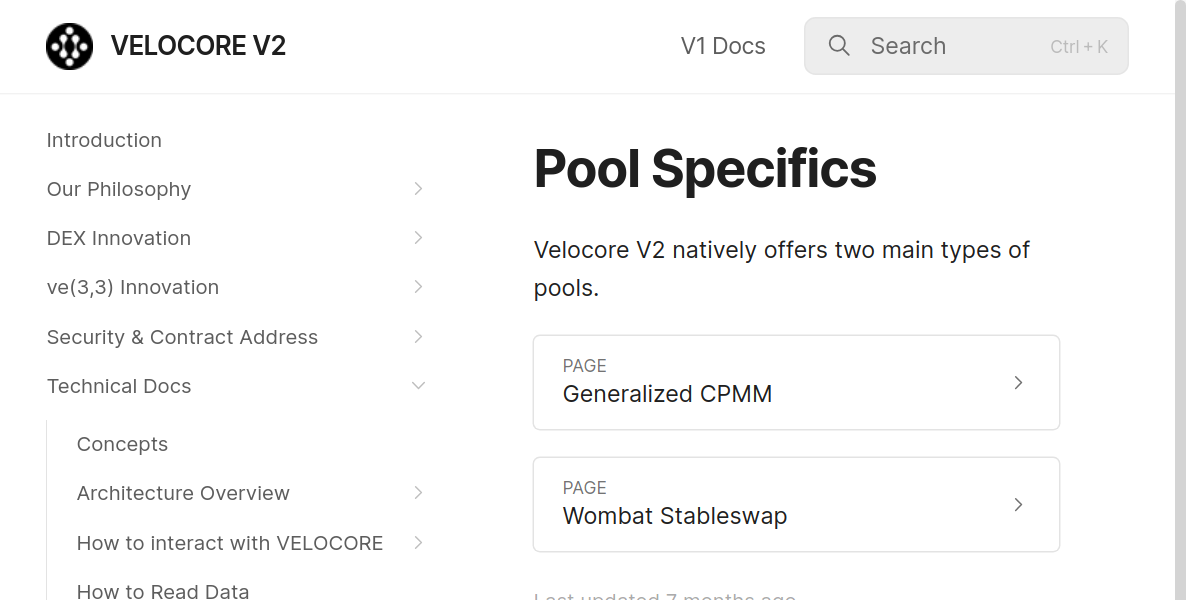 VELOCORE V2
V1 Docs
Search
Ctrl + K
Introduction
Our Philosophy
DEX Innovation
ve(3,3) Innovation
Security & Contract Address
Technical Docs
Concepts
Architecture Overview
How to interact with VELOCORE
How to Read Data
Pool Specifics
Velocore V2 natively offers two main types of
pools.
PAGE
Generalized CPMM
PAGE
Wombat Stableswap
Last updated 7 months ago